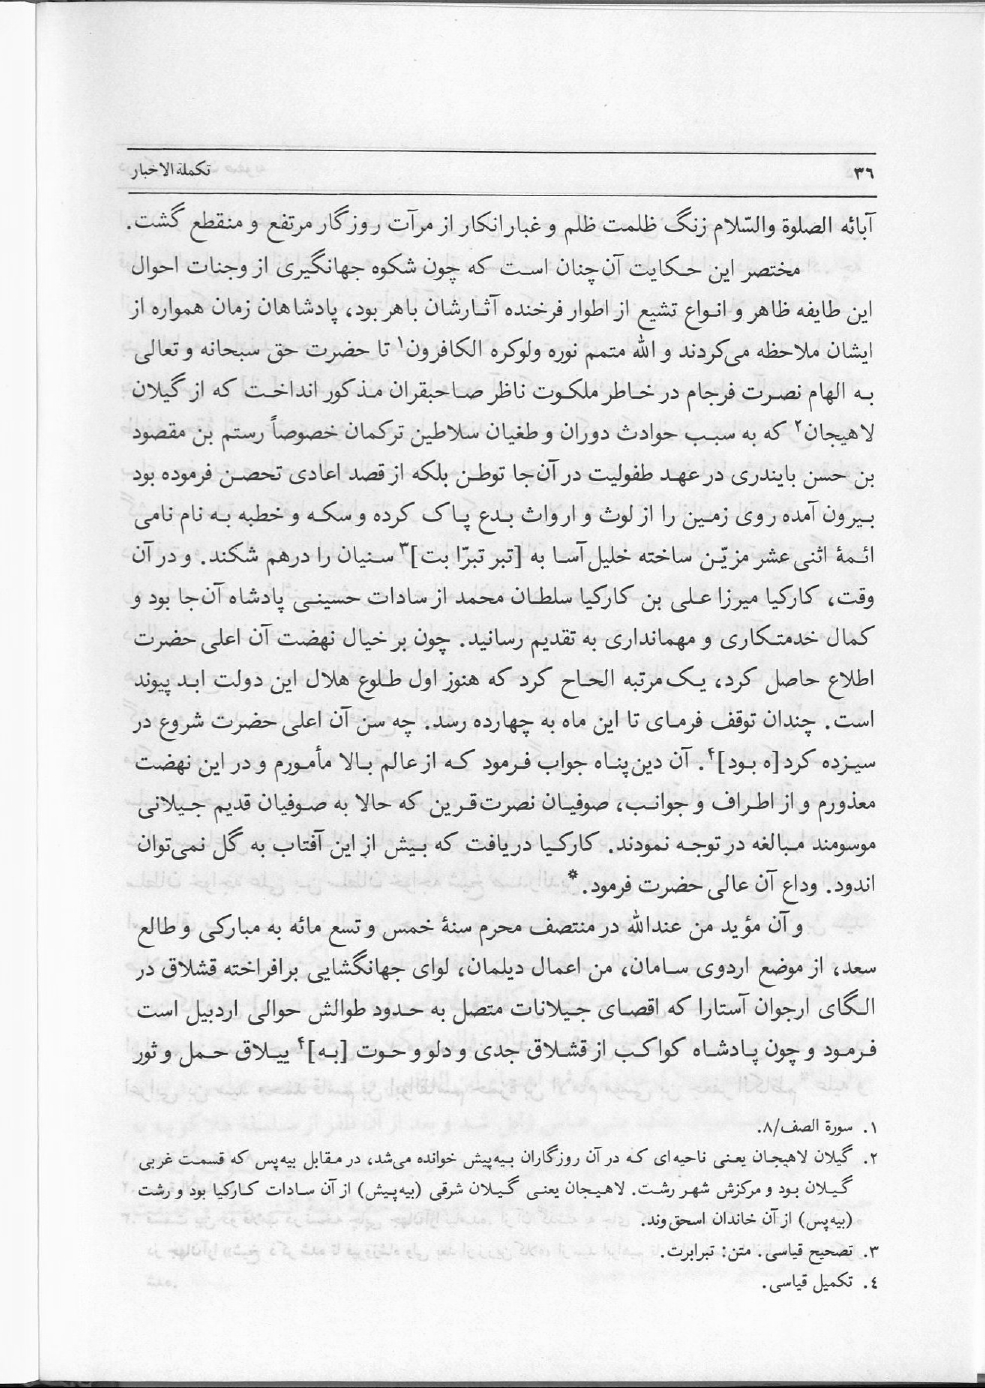 ٣٦
تکملة الاخبار
آبائه الصلوة والسّلام زنگ ظلمت ظلم و غبار انکار از مرآت روزگار مرتفع و منقطع گشت.
مختصر این حکایت آن چنان است که چون شکوه جهانگیری از وجنات احوال
این طایفه ظاهر و انواع تشیع از اطوار فرخنده آثارشان باهر بود، پادشاهان زمان همواره از
ایشان ملاحظه می‌کردند و الله متمم نوره ولوکره الکافرون۱ تا حضرت حق سبحانه و تعالی
به الهام نصرت فرجام در خاطر ملکوت ناظر صاحبقران مذکور انداخت که از گیلان
لاهیجان۲ که به سبب حوادث دوران و طغیان سلاطین ترکمان خصوصاً رستم بن مقصود
بن حسن بایندری در عهد طفولیت در آن‌جا توطن بلکه از قصد اعادی تحصن فرموده بود
بیرون آمده روی زمین را از لوث و ارواث بدع پاک کرده و سکه و خطبه به نام نامی
ائمهٔ اثنی عشر مزیّن ساخته خلیل آسا به [تبر تبرّا بت]۳ سنیان را درهم شکند. و در آن
وقت، کارکیا میرزا علی بن کارکیا سلطان محمد از سادات حسینی پادشاه آن‌جا بود و
کمال خدمتکاری و مهمانداری به تقدیم رسانید. چون بر خیال نهضت آن اعلی حضرت
اطلاع حاصل کرد، یک مرتبه الحاح کرد که هنوز اول طلوع هلال این دولت ابد پیوند
است. چندان توقف فرمای تا این ماه به چهارده رسد. چه سن آن اعلی حضرت شروع در
سیزده کرد[ه بود]۴. آن دین‌پناه جواب فرمود که از عالم بالا مأمورم و در این نهضت
معذورم و از اطراف و جوانب، صوفیان نصرت‌قرین که حالا به صوفیان قدیم جیلانی
موسومند مبالغه در توجه نمودند. کارکیا دریافت که بیش از این آفتاب به گل نمی‌توان
اندود. وداع آن عالی حضرت فرمود.*
و آن مؤید من عندالله در منتصف محرم سنهٔ خمس و تسع مائه به مبارکی و طالع
سعد، از موضع اردوی سامان، من اعمال دیلمان، لوای جهانگشایی برافراخته قشلاق در
الگای ارجوان آستارا که اقصای جیلانات متصل به حدود طوالش حوالی اردبیل است
فرمود و چون پادشاه کواکب از قشلاق جدی و دلو و حوت [به]۴ ییلاق حمل و ثور
۱. سورة الصف/۸.
۲. گیلان لاهیجان یعنی ناحیه‌ای که در آن روزگاران بیه‌پیش خوانده می‌شد، در مقابل بیه‌پس که قسمت غربی
گیلان بود و مرکزش شهر رشت. لاهیجان یعنی گیلان شرقی (بیه‌پیش) از آن سادات کارکیا بود و رشت
(بیه‌پس) از آن خاندان اسحق‌وند.
۳. تصحیح قیاسی. متن: تبرابرت.
٤. تکمیل قیاسی.